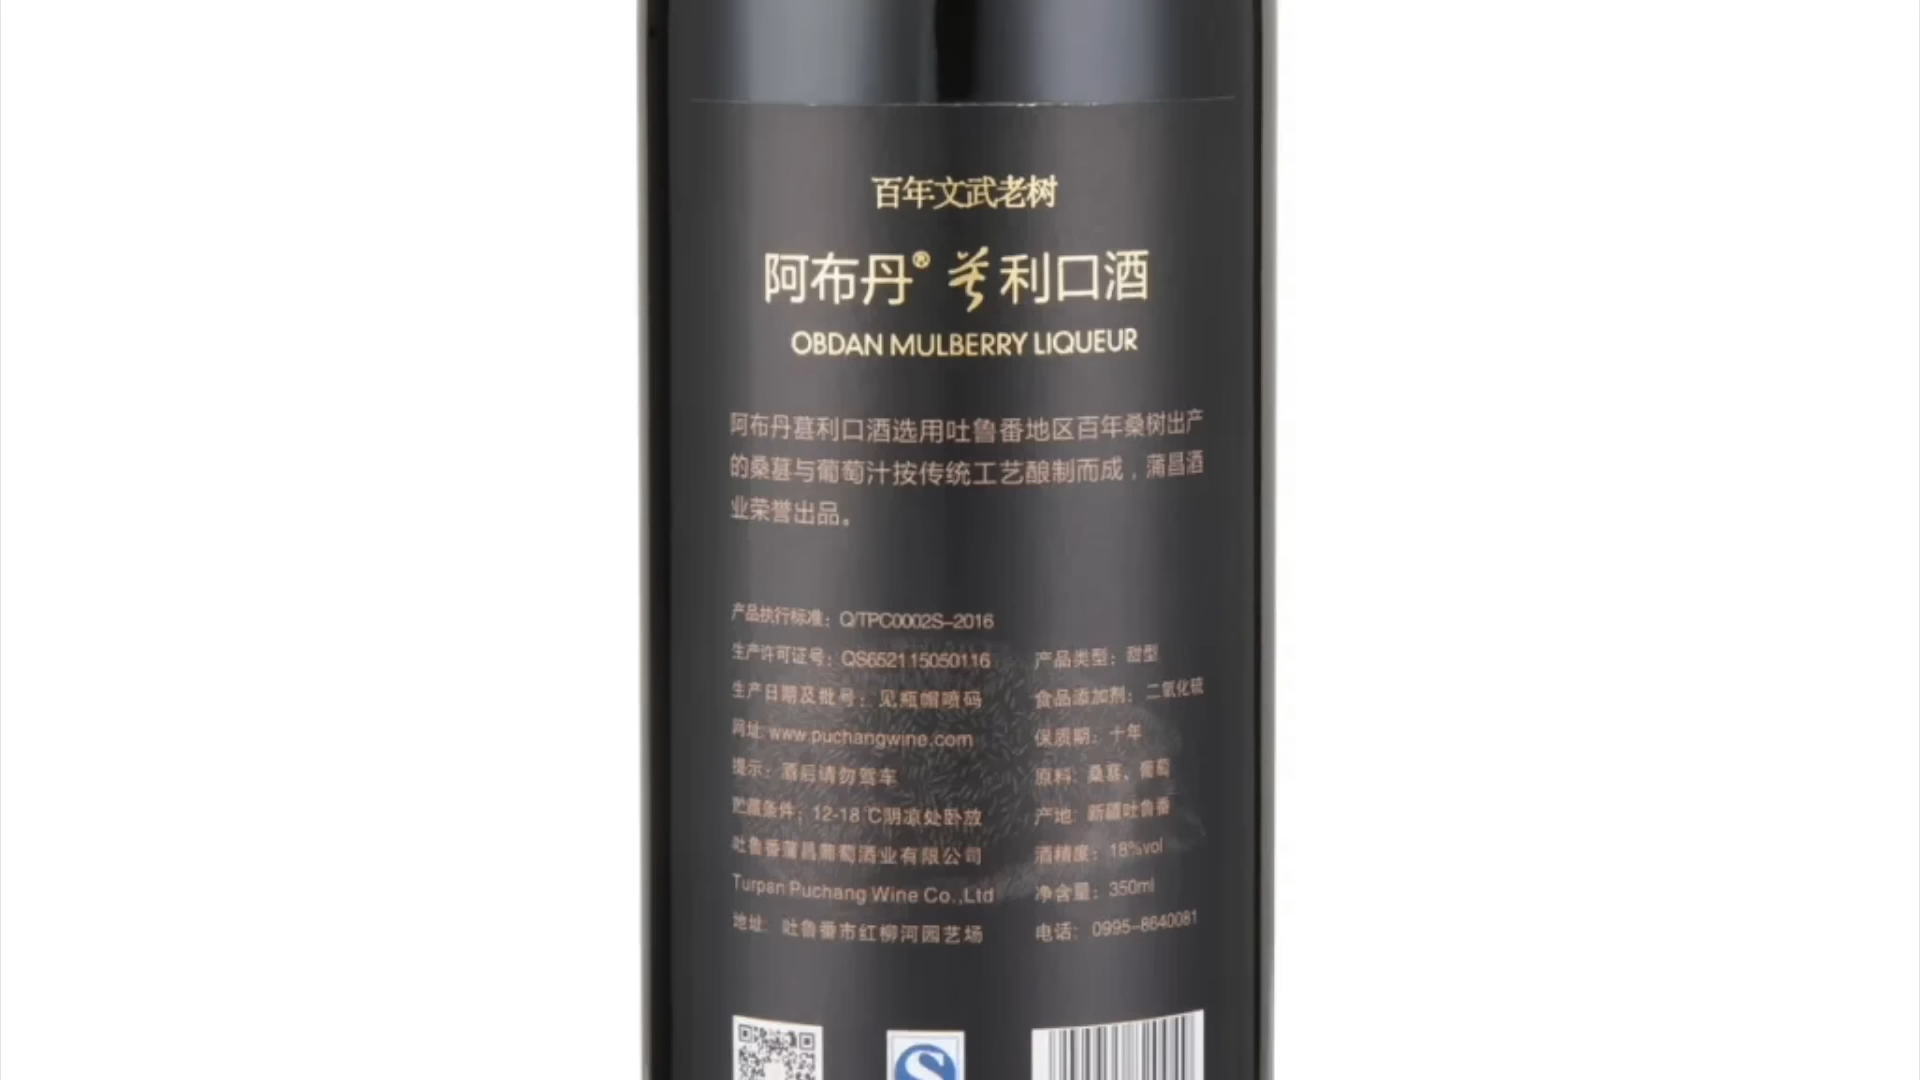 百年文武老树
阿布丹® 葚利口酒
OBDAN MULBERRY LIQUEUR
阿布丹葚利口酒选用吐鲁番地区百年桑树出产
的桑葚与葡萄汁按传统工艺酿制而成，蒲昌酒
业荣誉出品。
产品执行标准：Q/TPC0002S-2016
生产许可证号：QS652115050116
生产日期及批号：见瓶帽喷码
网址: www.puchangwine.com
提示：酒后请勿驾车
贮藏条件：12-18℃阴凉处卧放
吐鲁番蒲昌葡萄酒业有限公司
Turpan Puchang Wine Co.,Ltd
地址: 吐鲁番市红柳河园艺场
产品类型：甜型
食品添加剂：二氧化硫
保质期：十年
原料：桑葚、葡萄
产地: 新疆吐鲁番
酒精度：18%vol
净含量：350ml
电话：0995-8640081